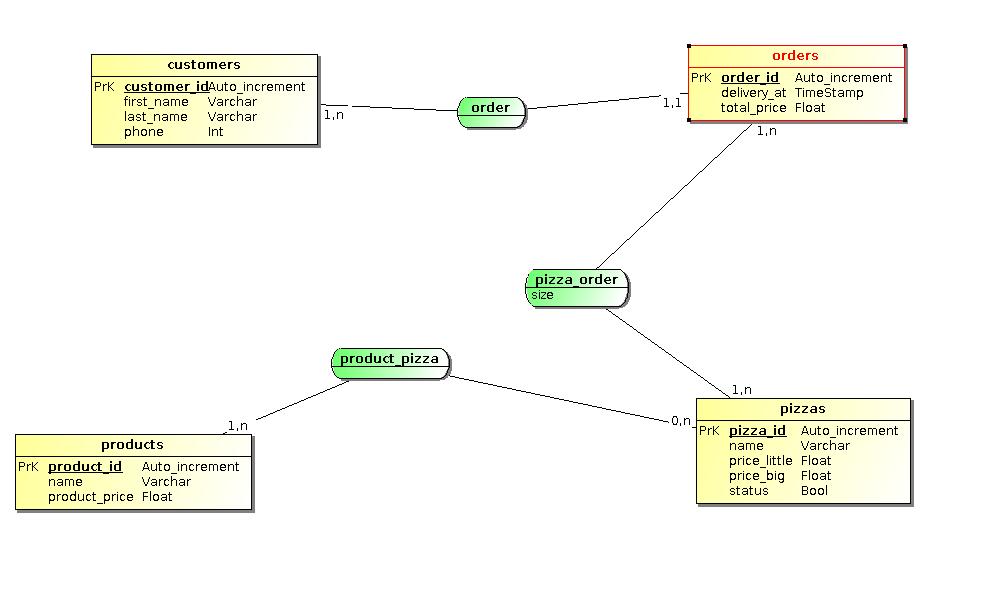 customers
PrK customer_id Auto_increment
first_name Varchar
last_name Varchar
phone Int
1,n
order
1,1
orders
PrK order_id Auto_increment
delivery_at TimeStamp
total_price Float
1,n
pizza_order
size
product_pizza
1,n
0,n
1,n
products
PrK product_id Auto_increment
name Varchar
product_price Float
pizzas
PrK pizza_id Auto_increment
name Varchar
price_little Float
price_big Float
status Bool